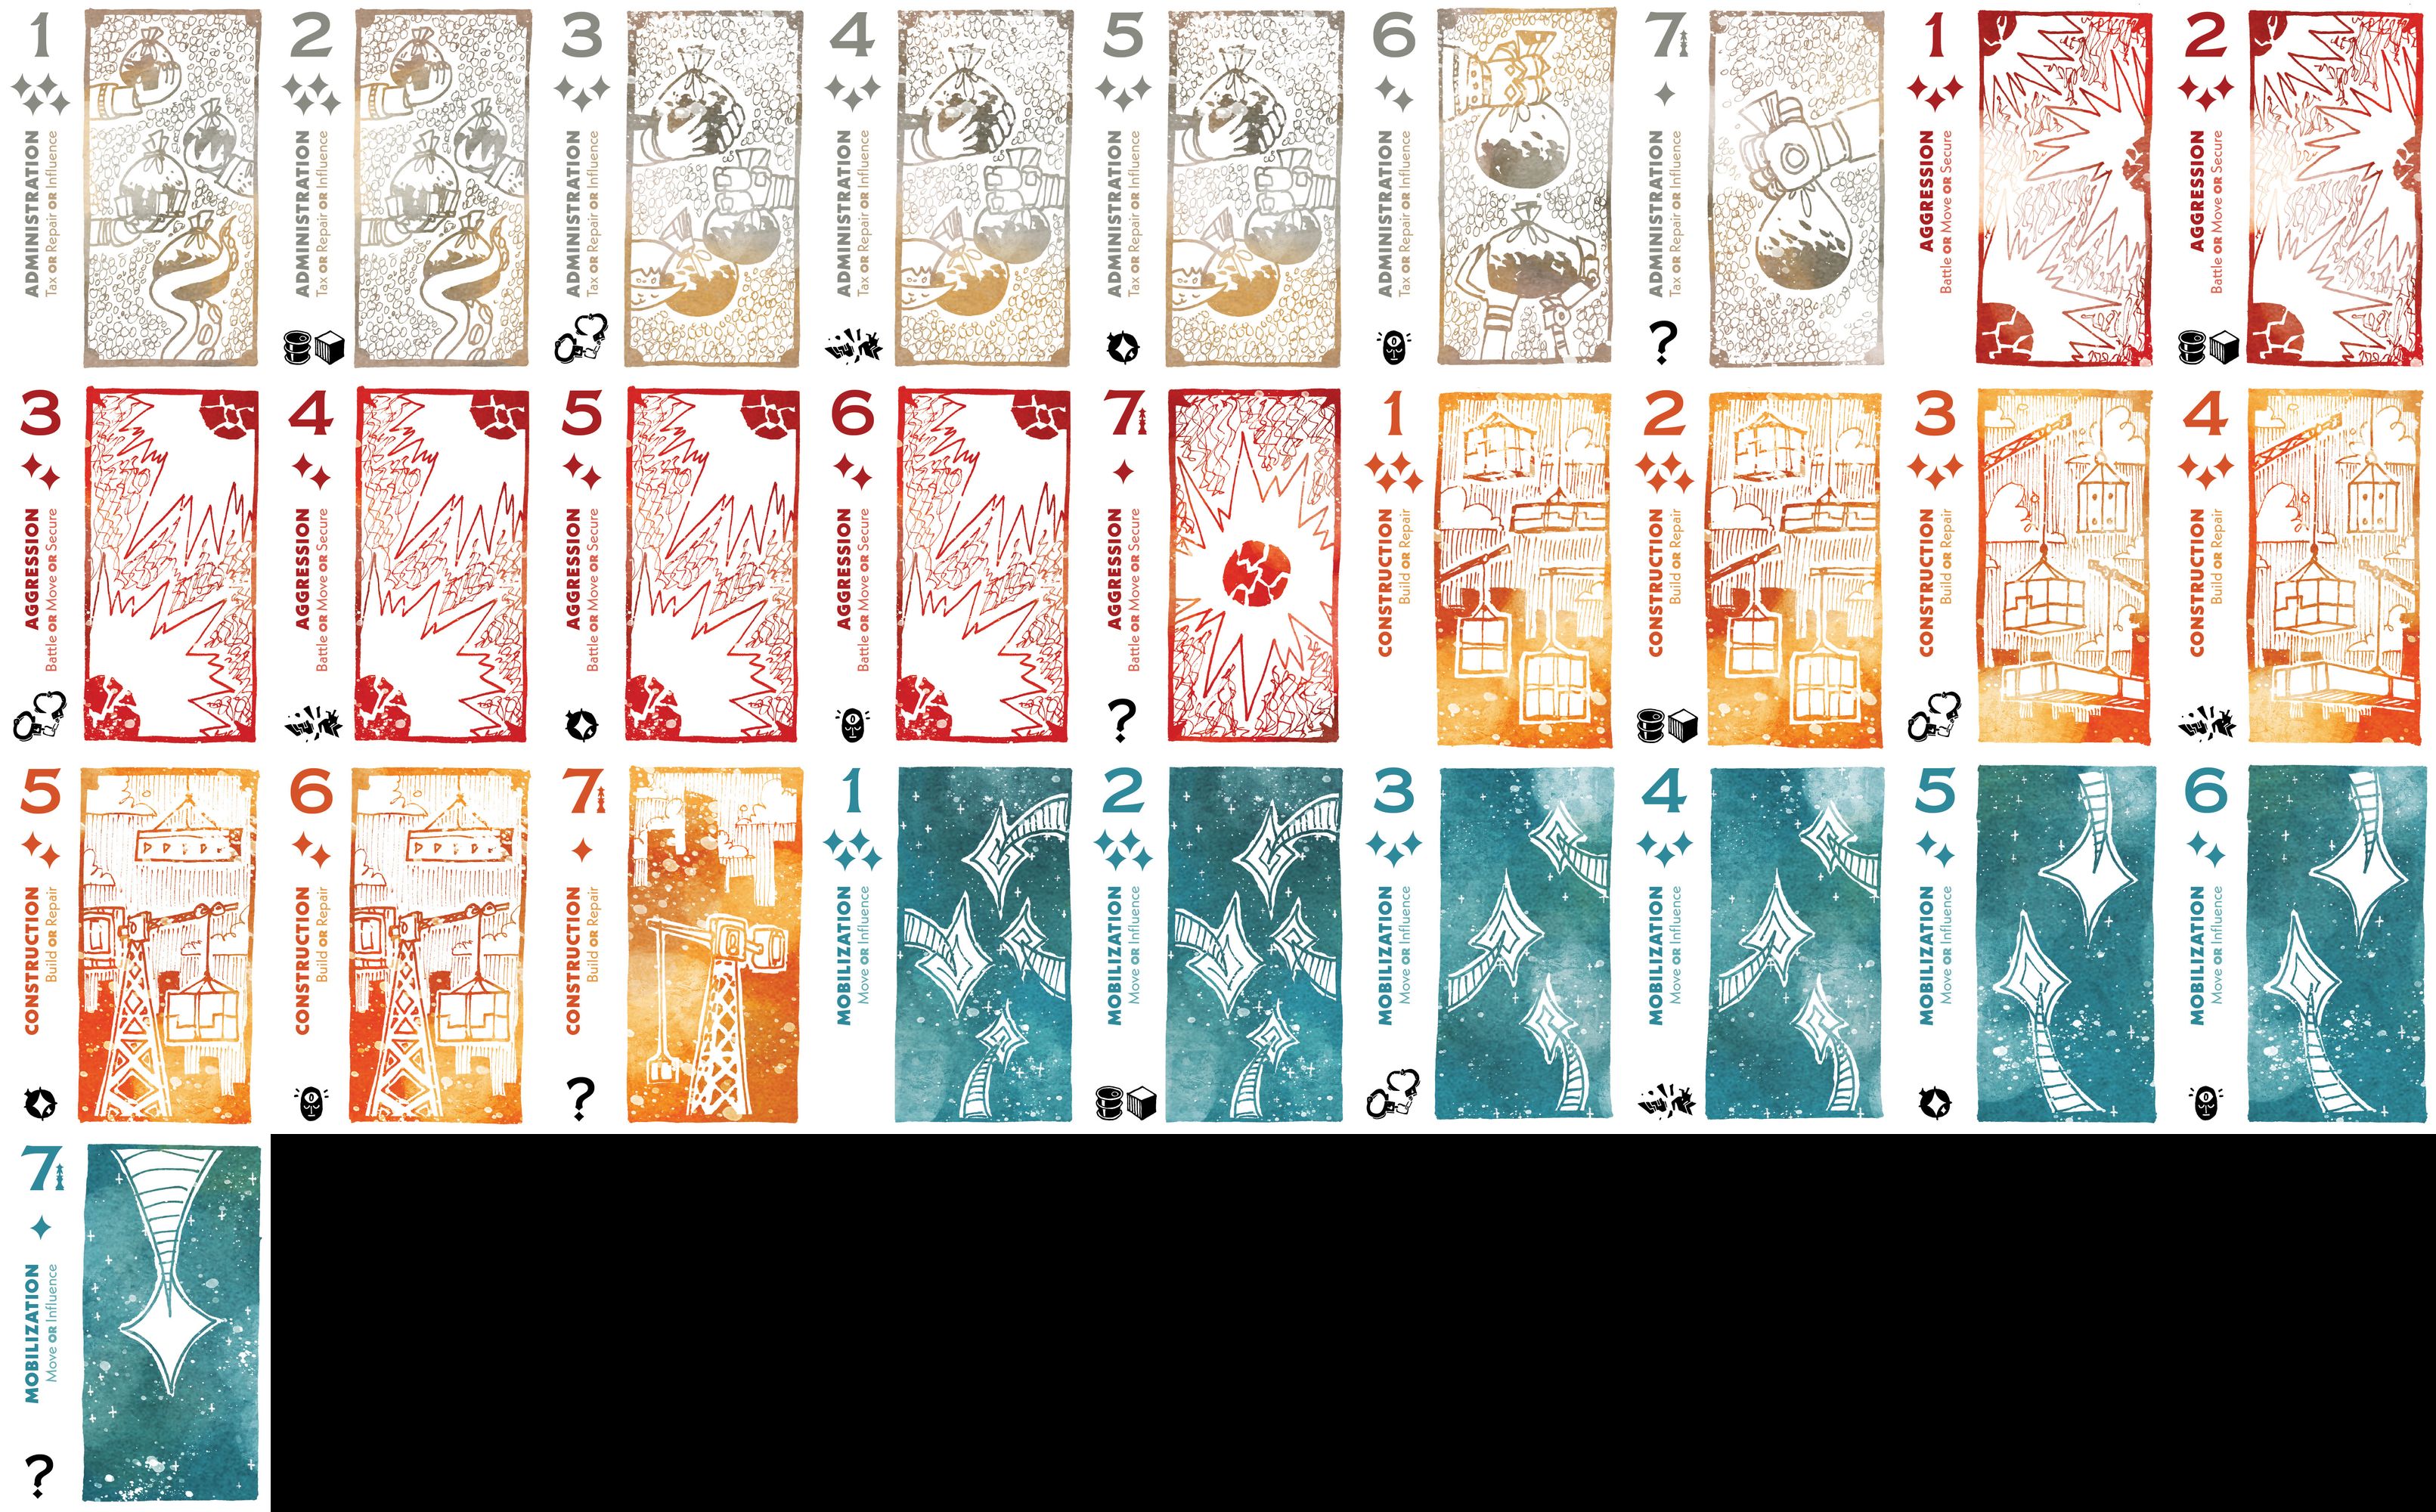 1
ADMINISTRATION
Tax OR Repair OR Influence
2
ADMINISTRATION
Tax OR Repair OR Influence
3
ADMINISTRATION
Tax OR Repair OR Influence
4
ADMINISTRATION
Tax OR Repair OR Influence
5
ADMINISTRATION
Tax OR Repair OR Influence
6
ADMINISTRATION
Tax OR Repair OR Influence
7
ADMINISTRATION
Tax OR Repair OR Influence
?
1
AGGRESSION
Battle OR Move OR Secure
2
AGGRESSION
Battle OR Move OR Secure
3
AGGRESSION
Battle OR Move OR Secure
4
AGGRESSION
Battle OR Move OR Secure
5
AGGRESSION
Battle OR Move OR Secure
6
AGGRESSION
Battle OR Move OR Secure
7
AGGRESSION
Battle OR Move OR Secure
?
1
CONSTRUCTION
Build OR Repair
2
CONSTRUCTION
Build OR Repair
3
CONSTRUCTION
Build OR Repair
4
CONSTRUCTION
Build OR Repair
5
CONSTRUCTION
Build OR Repair
6
CONSTRUCTION
Build OR Repair
7
CONSTRUCTION
Build OR Repair
?
1
MOBILIZATION
Move OR Influence
2
MOBILIZATION
Move OR Influence
3
MOBILIZATION
Move OR Influence
4
MOBILIZATION
Move OR Influence
5
MOBILIZATION
Move OR Influence
6
MOBILIZATION
Move OR Influence
7
MOBILIZATION
Move OR Influence
?